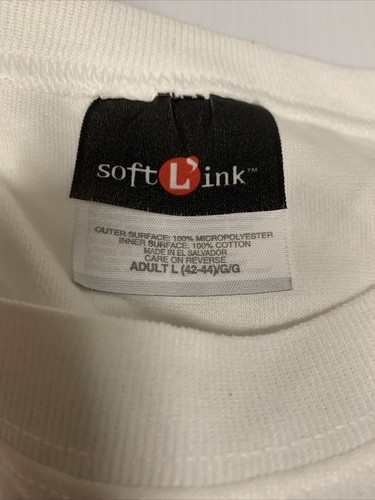 soft L'ink™
OUTER SURFACE: 100% MICROPOLYESTER
INNER SURFACE: 100% COTTON
MADE IN EL SALVADOR
CARE ON REVERSE
ADULT L (42-44)/G/G